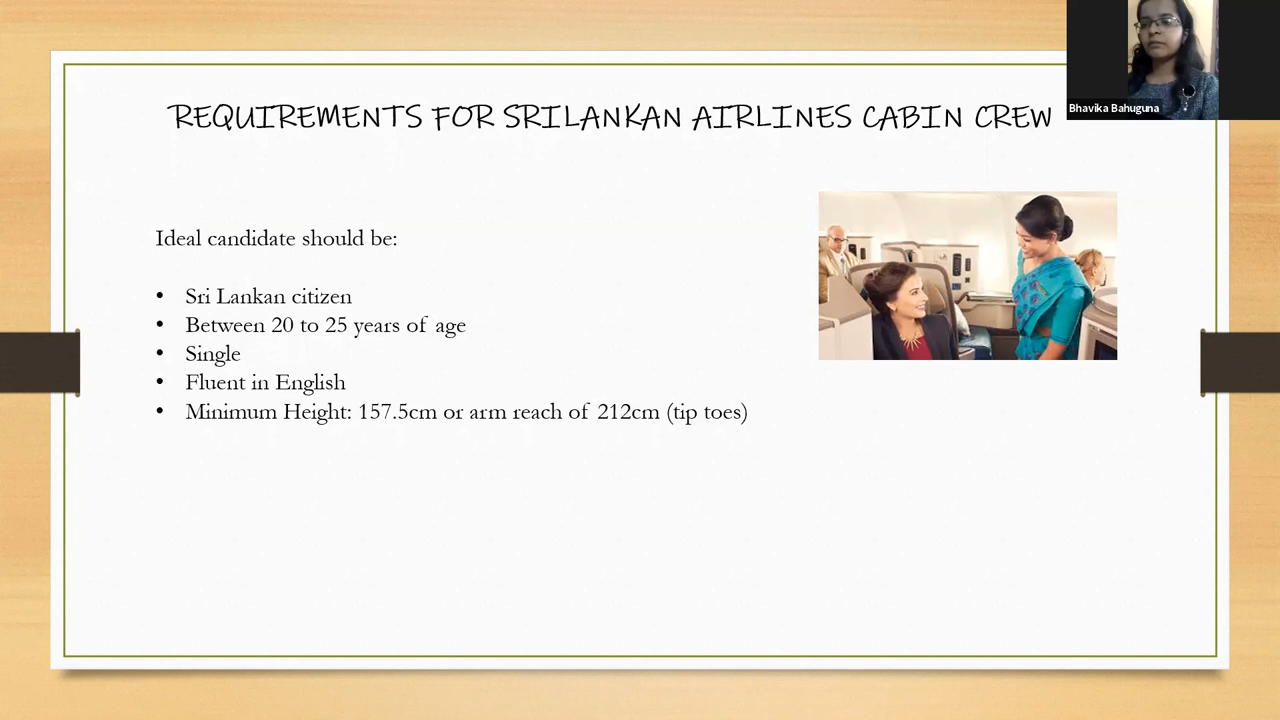 REQUIREMENTS FOR SRILANKAN AIRLINES CABIN CREW
Bhavika Bahuguna
Ideal candidate should be:
• Sri Lankan citizen
• Between 20 to 25 years of age
• Single
• Fluent in English
• Minimum Height: 157.5cm or arm reach of 212cm (tip toes)